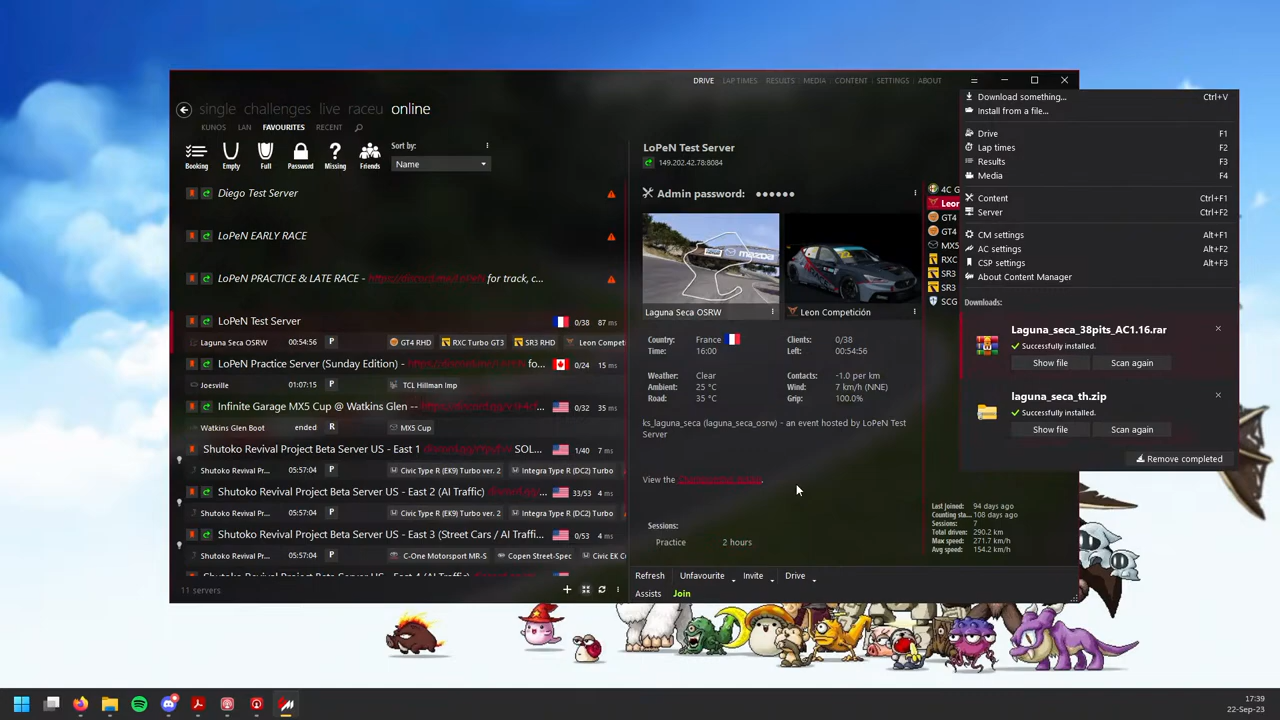 DRIVE LAP TIMES RESULTS MEDIA CONTENT SETTINGS ABOUT
single challenges live raceu online
KUNOS LAN FAVOURITES RECENT
Booking Empty Full Password Missing Friends
Sort by:
Name
Diego Test Server
LoPeN EARLY RACE
LoPeN PRACTICE & LATE RACE - for track, c...
LoPeN Test Server 0/38 87 ms
Laguna Seca OSRW 00:54:56 P GT4 RHD RXC Turbo GT3 SR3 RHD Leon Competi
LoPeN Practice Server (Sunday Edition) - fo... 0/24 15 ms
Joesville 01:07:15 P TCL Hillman Imp
Infinite Garage MX5 Cup @ Watkins Glen -- 0/32 35 ms
Watkins Glen Boot ended R MX5 Cup
Shutoko Revival Project Beta Server US - East 1 SOL... 1/40 7 ms
Shutoko Revival Pr... 05:57:04 P Civic Type R (EK9) Turbo ver. 2 Integra Type R (DC2) Turbo
Shutoko Revival Project Beta Server US - East 2 (AI Traffic) 33/53 4 ms
Shutoko Revival Pr... 05:57:04 P Civic Type R (EK9) Turbo ver. 2 Integra Type R (DC2) Turbo
Shutoko Revival Project Beta Server US - East 3 (Street Cars / AI Traffi... 0/53 4 ms
Shutoko Revival Pr... 05:57:04 P C-One Motorsport MR-S Copen Street-Spec Civic EK C
11 servers
LoPeN Test Server
149.202.42.78:8084
Admin password: ●●●●●●
Laguna Seca OSRW
Leon Competición
Country: France
Time: 16:00
Clients: 0/38
Left: 00:54:56
Weather: Clear
Ambient: 25 °C
Road: 35 °C
Contacts: -1.0 per km
Wind: 7 km/h (NNE)
Grip: 100.0%
ks_laguna_seca (laguna_seca_osrw) - an event hosted by LoPeN Test
Server
View the
Sessions:
Practice 2 hours
Refresh Unfavourite Invite Drive
Assists Join
4C G
Leon
GT4
GT4
MX5
RXC
SR3
SR3
SCG
Last joined: 94 days ago
Counting sta... 108 days ago
Sessions: 7
Total driven: 290.2 km
Max speed: 271.7 km/h
Avg speed: 154.2 km/h
Download something... Ctrl+V
Install from a file...
Drive F1
Lap times F2
Results F3
Media F4
Content Ctrl+F1
Server Ctrl+F2
CM settings Alt+F1
AC settings Alt+F2
CSP settings Alt+F3
About Content Manager
Downloads:
Laguna_seca_38pits_AC1.16.rar
Successfully installed.
Show file Scan again
laguna_seca_th.zip
Successfully installed.
Show file Scan again
Remove completed
17:39
22-Sep-23